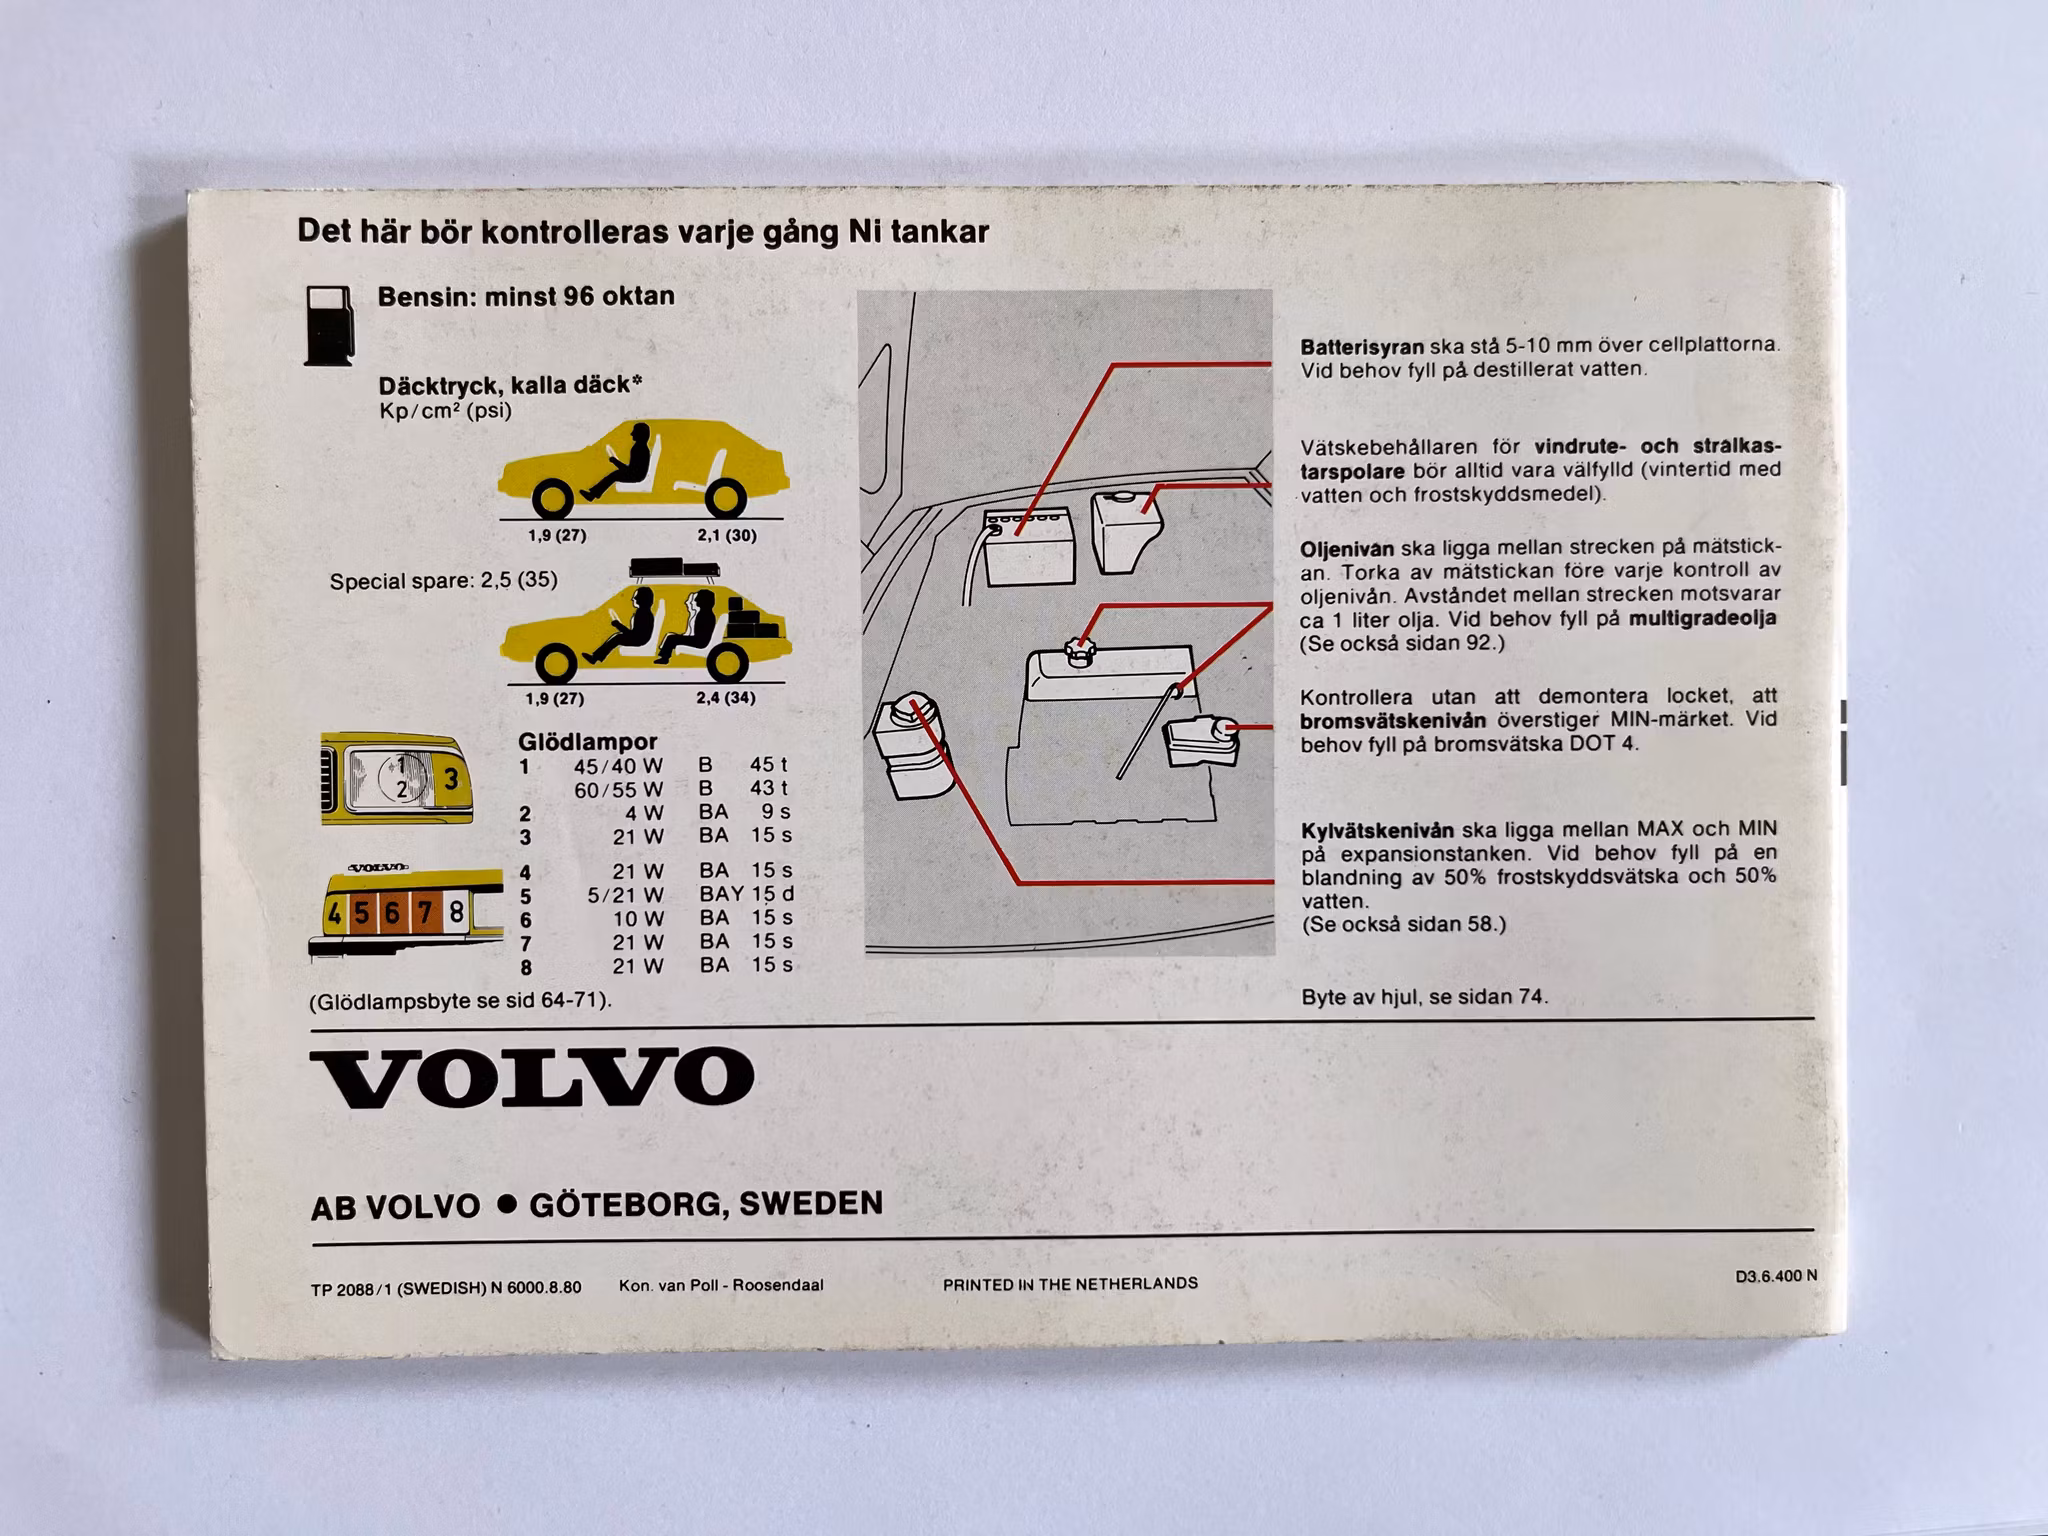 Det här bör kontrolleras varje gång Ni tankar
Bensin: minst 96 oktan
Däcktryck, kalla däck*
Kp/cm² (psi)
1,9 (27) 2,1 (30)
Special spare: 2,5 (35)
1,9 (27) 2,4 (34)
1
2
3
Glödlampor
1 45/40 W B 45 t
60/55 W B 43 t
2 4 W BA 9 s
3 21 W BA 15 s
VOLVO
4 5 6 7 8
4 21 W BA 15 s
5 5/21 W BAY 15 d
6 10 W BA 15 s
7 21 W BA 15 s
8 21 W BA 15 s
(Glödlampsbyte se sid 64-71).
Batterisyran ska stå 5-10 mm över cellplattorna.
Vid behov fyll på destillerat vatten.
Vätskebehållaren för vindrute- och strålkas-
tarspolare bör alltid vara välfylld (vintertid med
vatten och frostskyddsmedel).
Oljenivån ska ligga mellan strecken på mätstick-
an. Torka av mätstickan före varje kontroll av
oljenivån. Avståndet mellan strecken motsvarar
ca 1 liter olja. Vid behov fyll på multigradeolja
(Se också sidan 92.)
Kontrollera utan att demontera locket, att
bromsvätskenivån överstiger MIN-märket. Vid
behov fyll på bromsvätska DOT 4.
Kylvätskenivån ska ligga mellan MAX och MIN
på expansionstanken. Vid behov fyll på en
blandning av 50% frostskyddsvätska och 50%
vatten.
(Se också sidan 58.)
Byte av hjul, se sidan 74.
VOLVO
AB VOLVO ● GÖTEBORG, SWEDEN
TP 2088/1 (SWEDISH) N 6000.8.80 Kon. van Poll - Roosendaal PRINTED IN THE NETHERLANDS D3.6.400 N